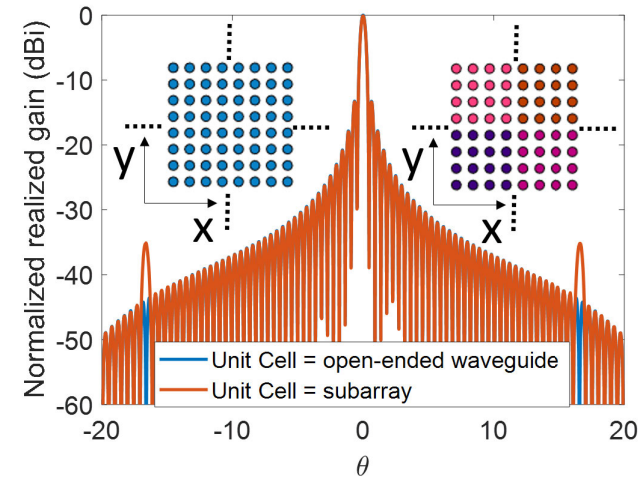 Normalized realized gain (dBi)
0
-10
-20
-30
-40
-50
-60
y
x
y
x
Unit Cell = open-ended waveguide
Unit Cell = subarray
-20
-10
0
10
20
θ